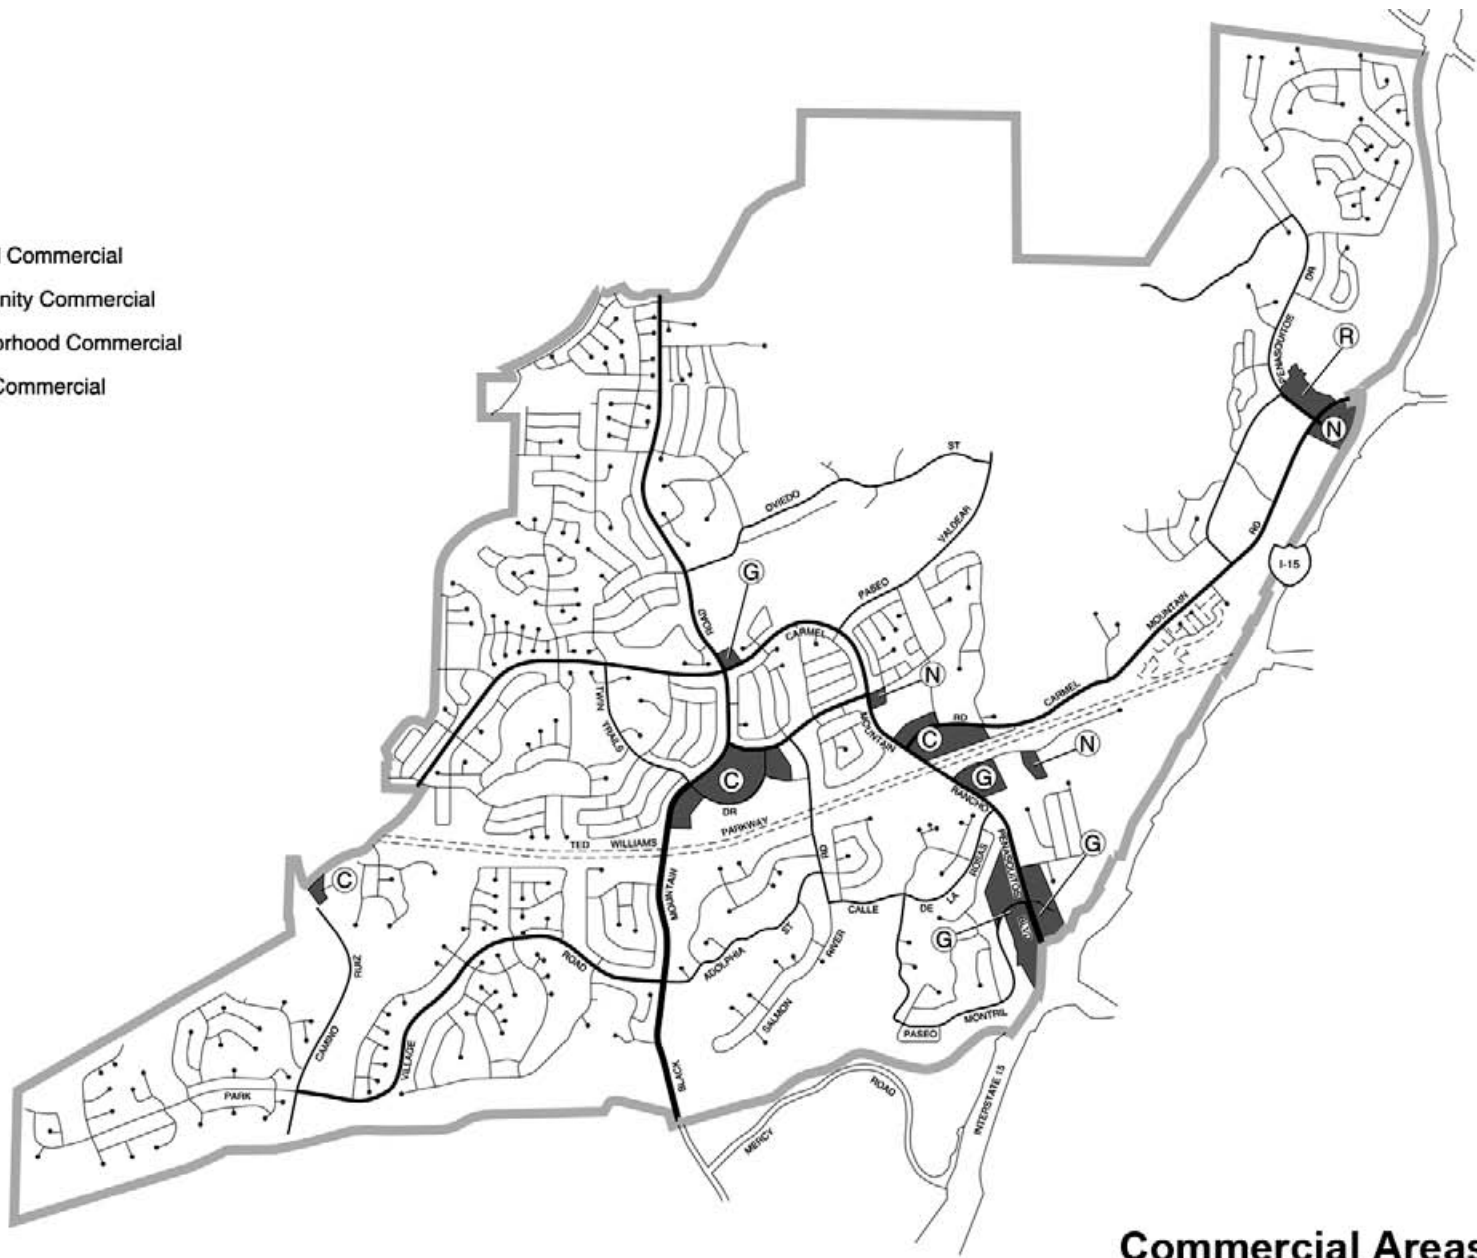 l Commercial
nity Commercial
orhood Commercial
Commercial
DR
PENASQUITOS
R
N
ST
OVIEDO
VALDEAR
RD
I-15
G
PASEO
ROAD
CARMEL
MOUNTAIN
N
TWIN
TRAILS
CARMEL
RD
MOUNTAIN
C
N
C
G
DR
RANCHO
PARKWAY
TED WILLIAMS
PENASQUITOS
G
RD
ROSAS
C
MOUNTAIN
CALLE DE LA
BLVD
G
ST
ADOLPHIA
RIVER
ROAD
RUIZ
SALMON
MONTRIL
PASEO
CAMINO
VILLAGE
BLACK
ROAD
PARK
INTERSTATE 15
MERCY
Commercial Areas